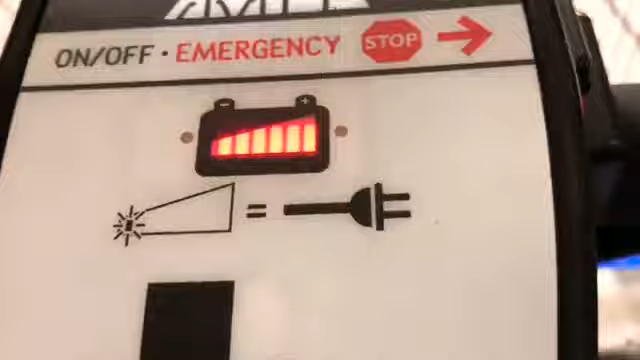 ON/OFF · EMERGENCY STOP
- +
=